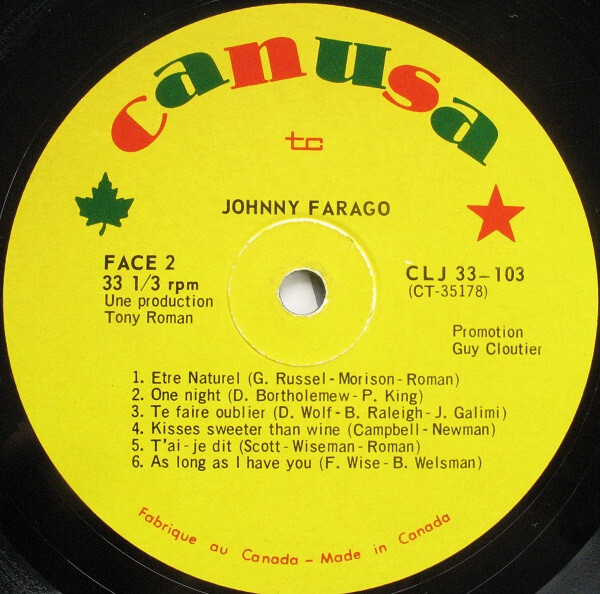 canusa
tc
JOHNNY FARAGO
FACE 2
33 1/3 rpm
Une production
Tony Roman
CLJ 33-103
(CT-35178)
Promotion
Guy Cloutier
1. Etre Naturel (G. Russel-Morison-Roman)
2. One night (D. Bortholemew-P. King)
3. Te faire oublier (D. Wolf-B. Raleigh-J. Galimi)
4. Kisses sweeter than wine (Campbell-Newman)
5. T'ai-je dit (Scott-Wiseman-Roman)
6. As long as I have you (F. Wise-B. Welsman)
Fabrique au Canada - Made in Canada